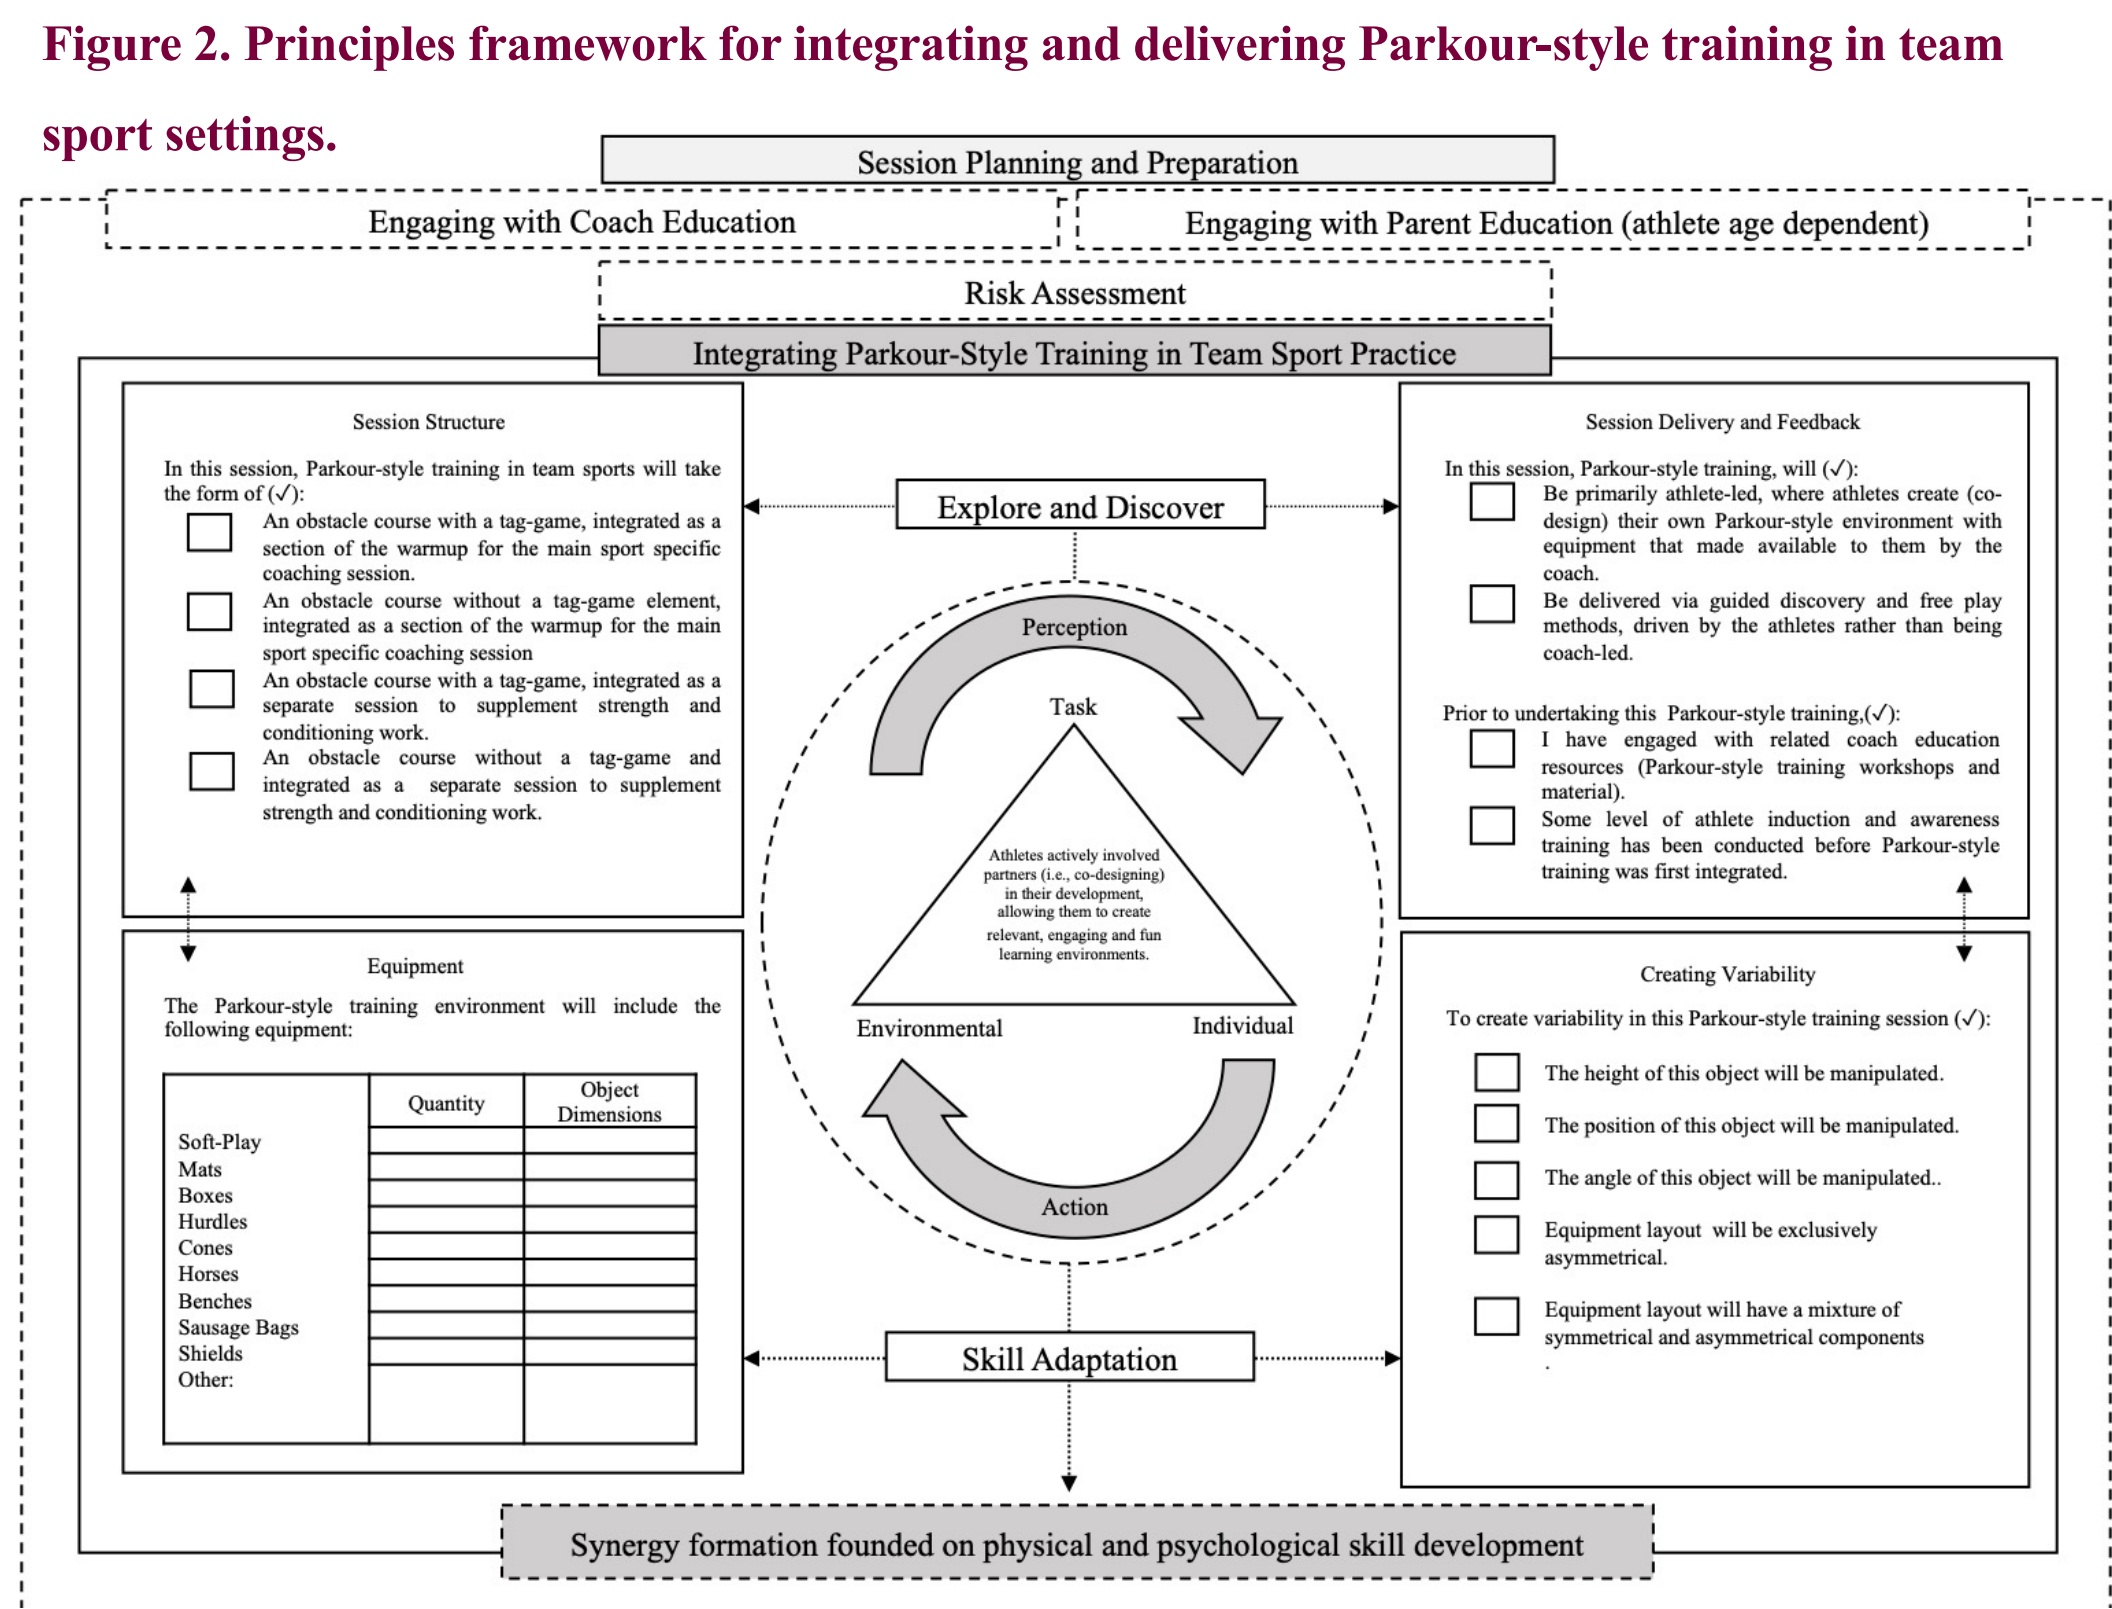 Figure 2. Principles framework for integrating and delivering Parkour-style training in team
sport settings.
Session Planning and Preparation
Engaging with Coach Education
Engaging with Parent Education (athlete age dependent)
Risk Assessment
Integrating Parkour-Style Training in Team Sport Practice
Session Structure
In this session, Parkour-style training in team sports will take
the form of (✓):
An obstacle course with a tag-game, integrated as a
section of the warmup for the main sport specific
coaching session.
An obstacle course without a tag-game element,
integrated as a section of the warmup for the main
sport specific coaching session
An obstacle course with a tag-game, integrated as a
separate session to supplement strength and
conditioning work.
An obstacle course without a tag-game and
integrated as a separate session to supplement
strength and conditioning work.
Explore and Discover
Session Delivery and Feedback
In this session, Parkour-style training, will (✓):
Be primarily athlete-led, where athletes create (co-
design) their own Parkour-style environment with
equipment that made available to them by the
coach.
Be delivered via guided discovery and free play
methods, driven by the athletes rather than being
coach-led.
Prior to undertaking this Parkour-style training,(✓):
I have engaged with related coach education
resources (Parkour-style training workshops and
material).
Some level of athlete induction and awareness
training has been conducted before Parkour-style
training was first integrated.
Perception
Task
Athletes actively involved
partners (i.e., co-designing)
in their development,
allowing them to create
relevant, engaging and fun
learning environments.
Environmental
Individual
Action
Equipment
The Parkour-style training environment will include the
following equipment:
Quantity
Object
Dimensions
Soft-Play
Mats
Boxes
Hurdles
Cones
Horses
Benches
Sausage Bags
Shields
Other:
Creating Variability
To create variability in this Parkour-style training session (✓):
The height of this object will be manipulated.
The position of this object will be manipulated.
The angle of this object will be manipulated..
Equipment layout will be exclusively
asymmetrical.
Equipment layout will have a mixture of
symmetrical and asymmetrical components
.
Skill Adaptation
Synergy formation founded on physical and psychological skill development